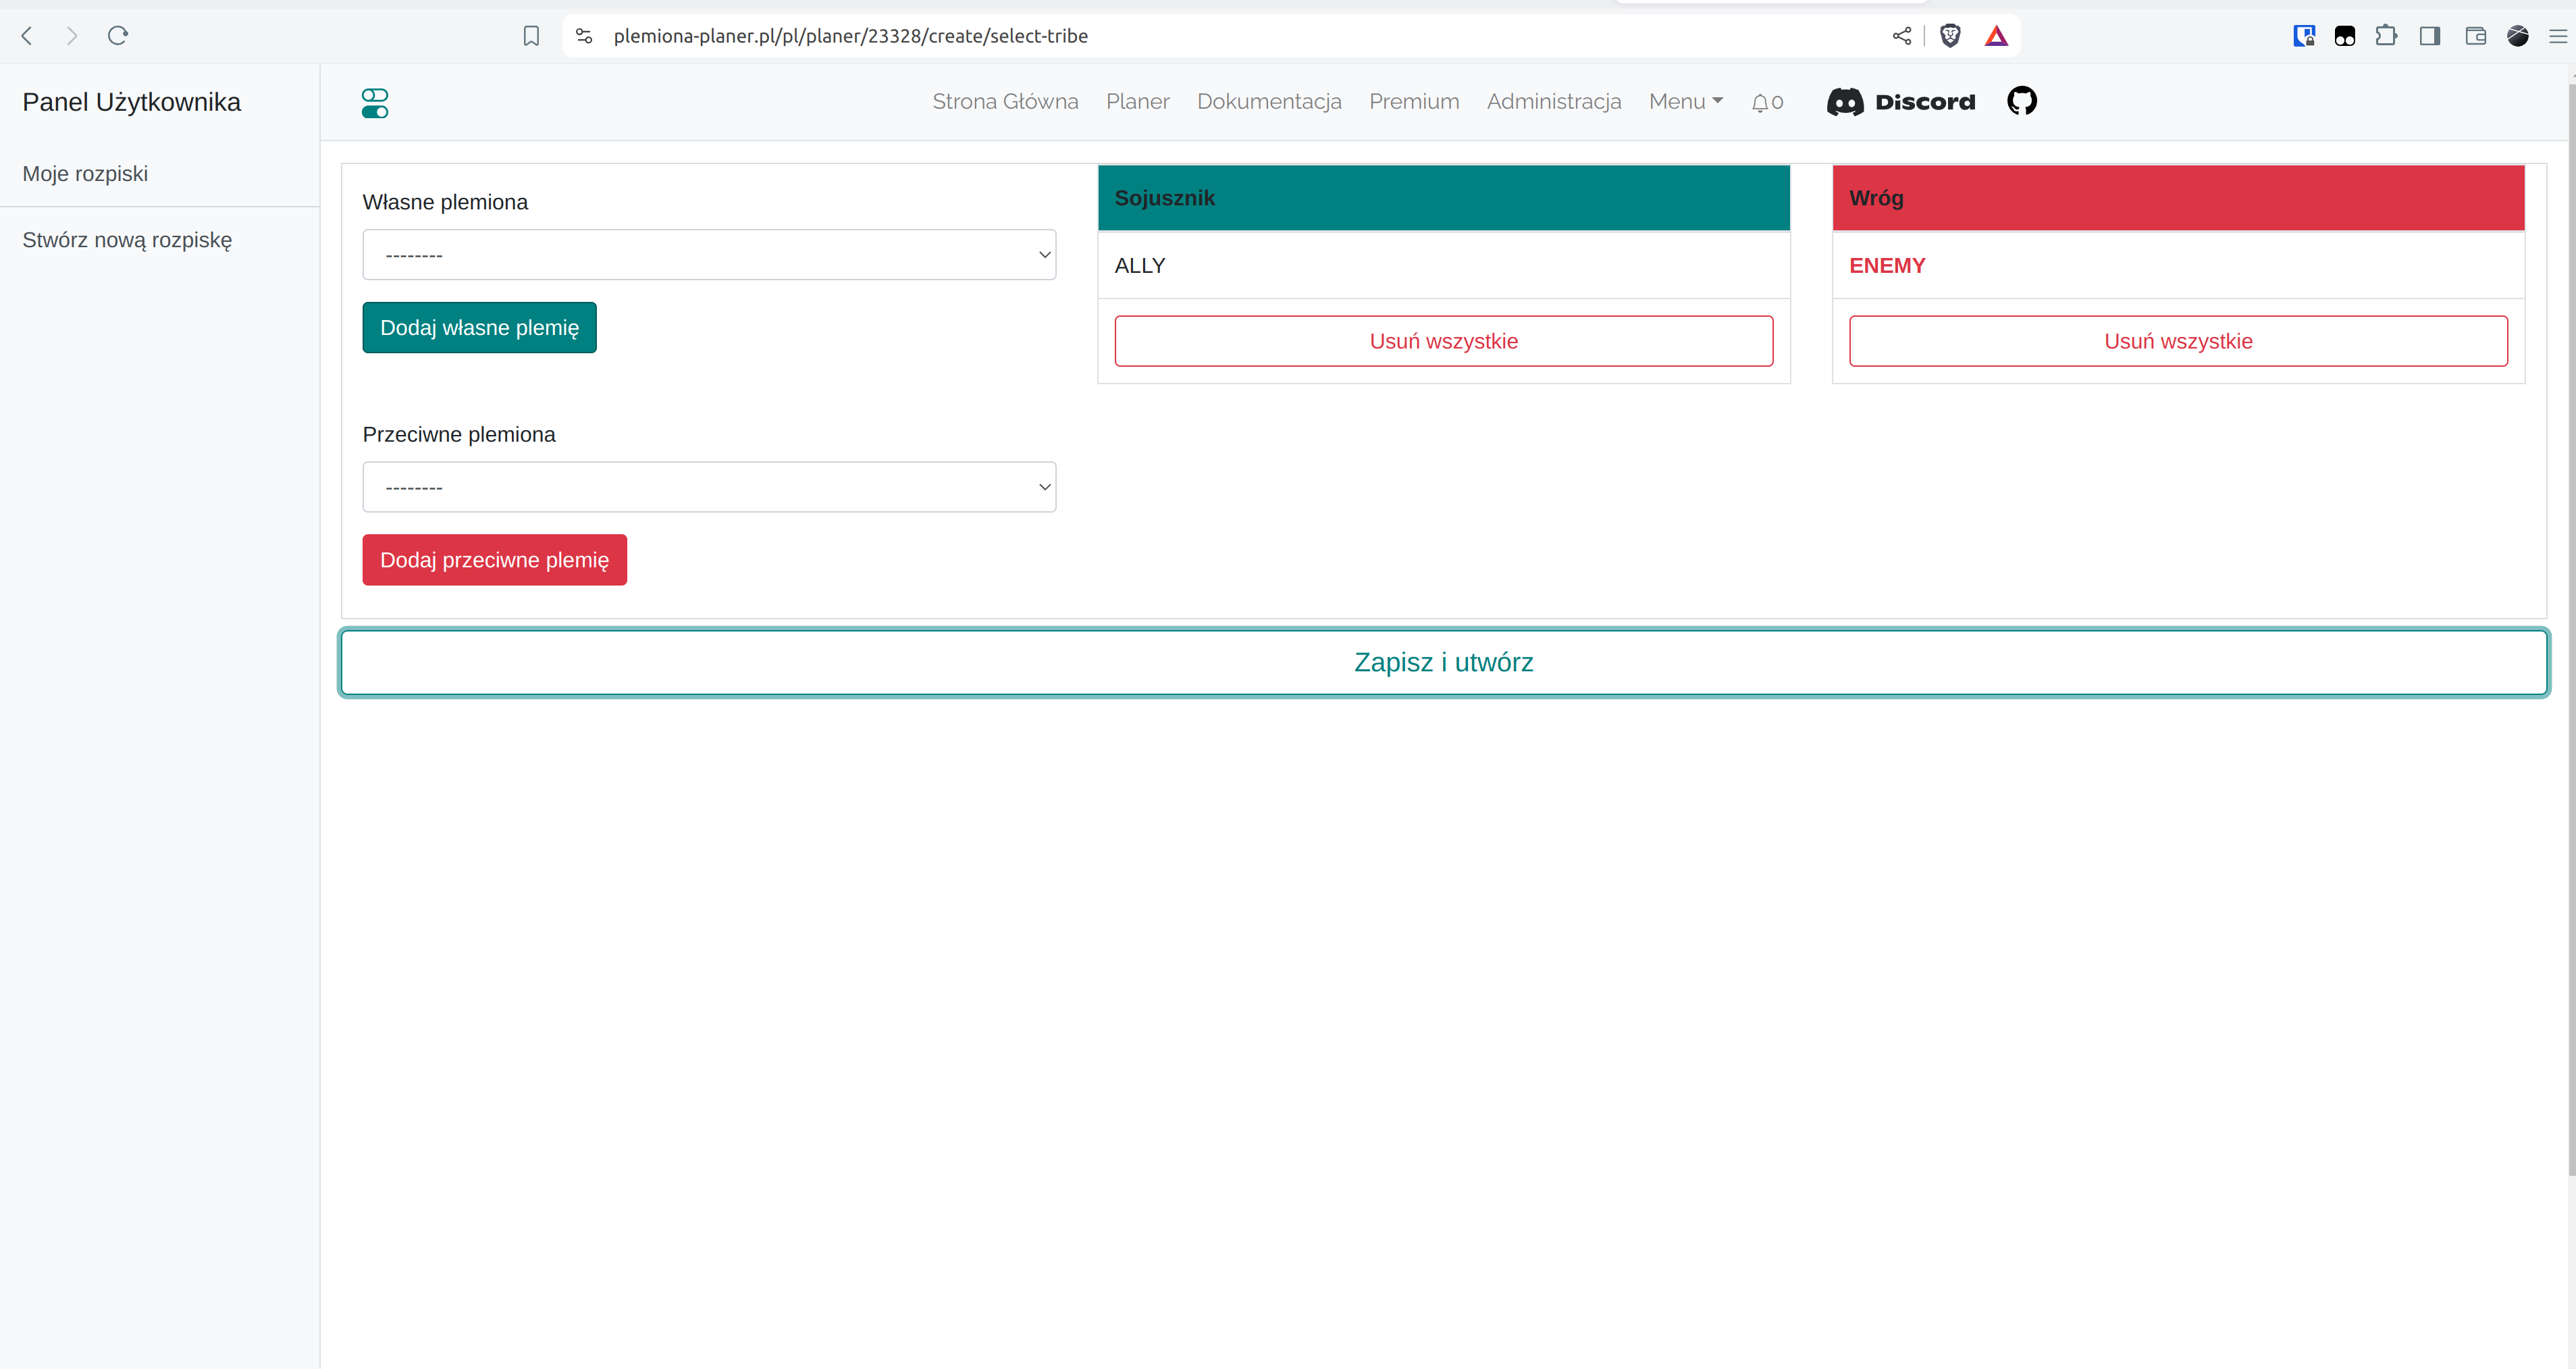 plemiona-planer.pl/pl/planer/23328/create/select-tribe
Panel Użytkownika
Moje rozpiski
Stwórz nową rozpiskę
Strona Główna Planer Dokumentacja Premium Administracja Menu 0 Discord
Własne plemiona
--------
Dodaj własne plemię
Przeciwne plemiona
--------
Dodaj przeciwne plemię
Sojusznik
ALLY
Usuń wszystkie
Wróg
ENEMY
Usuń wszystkie
Zapisz i utwórz